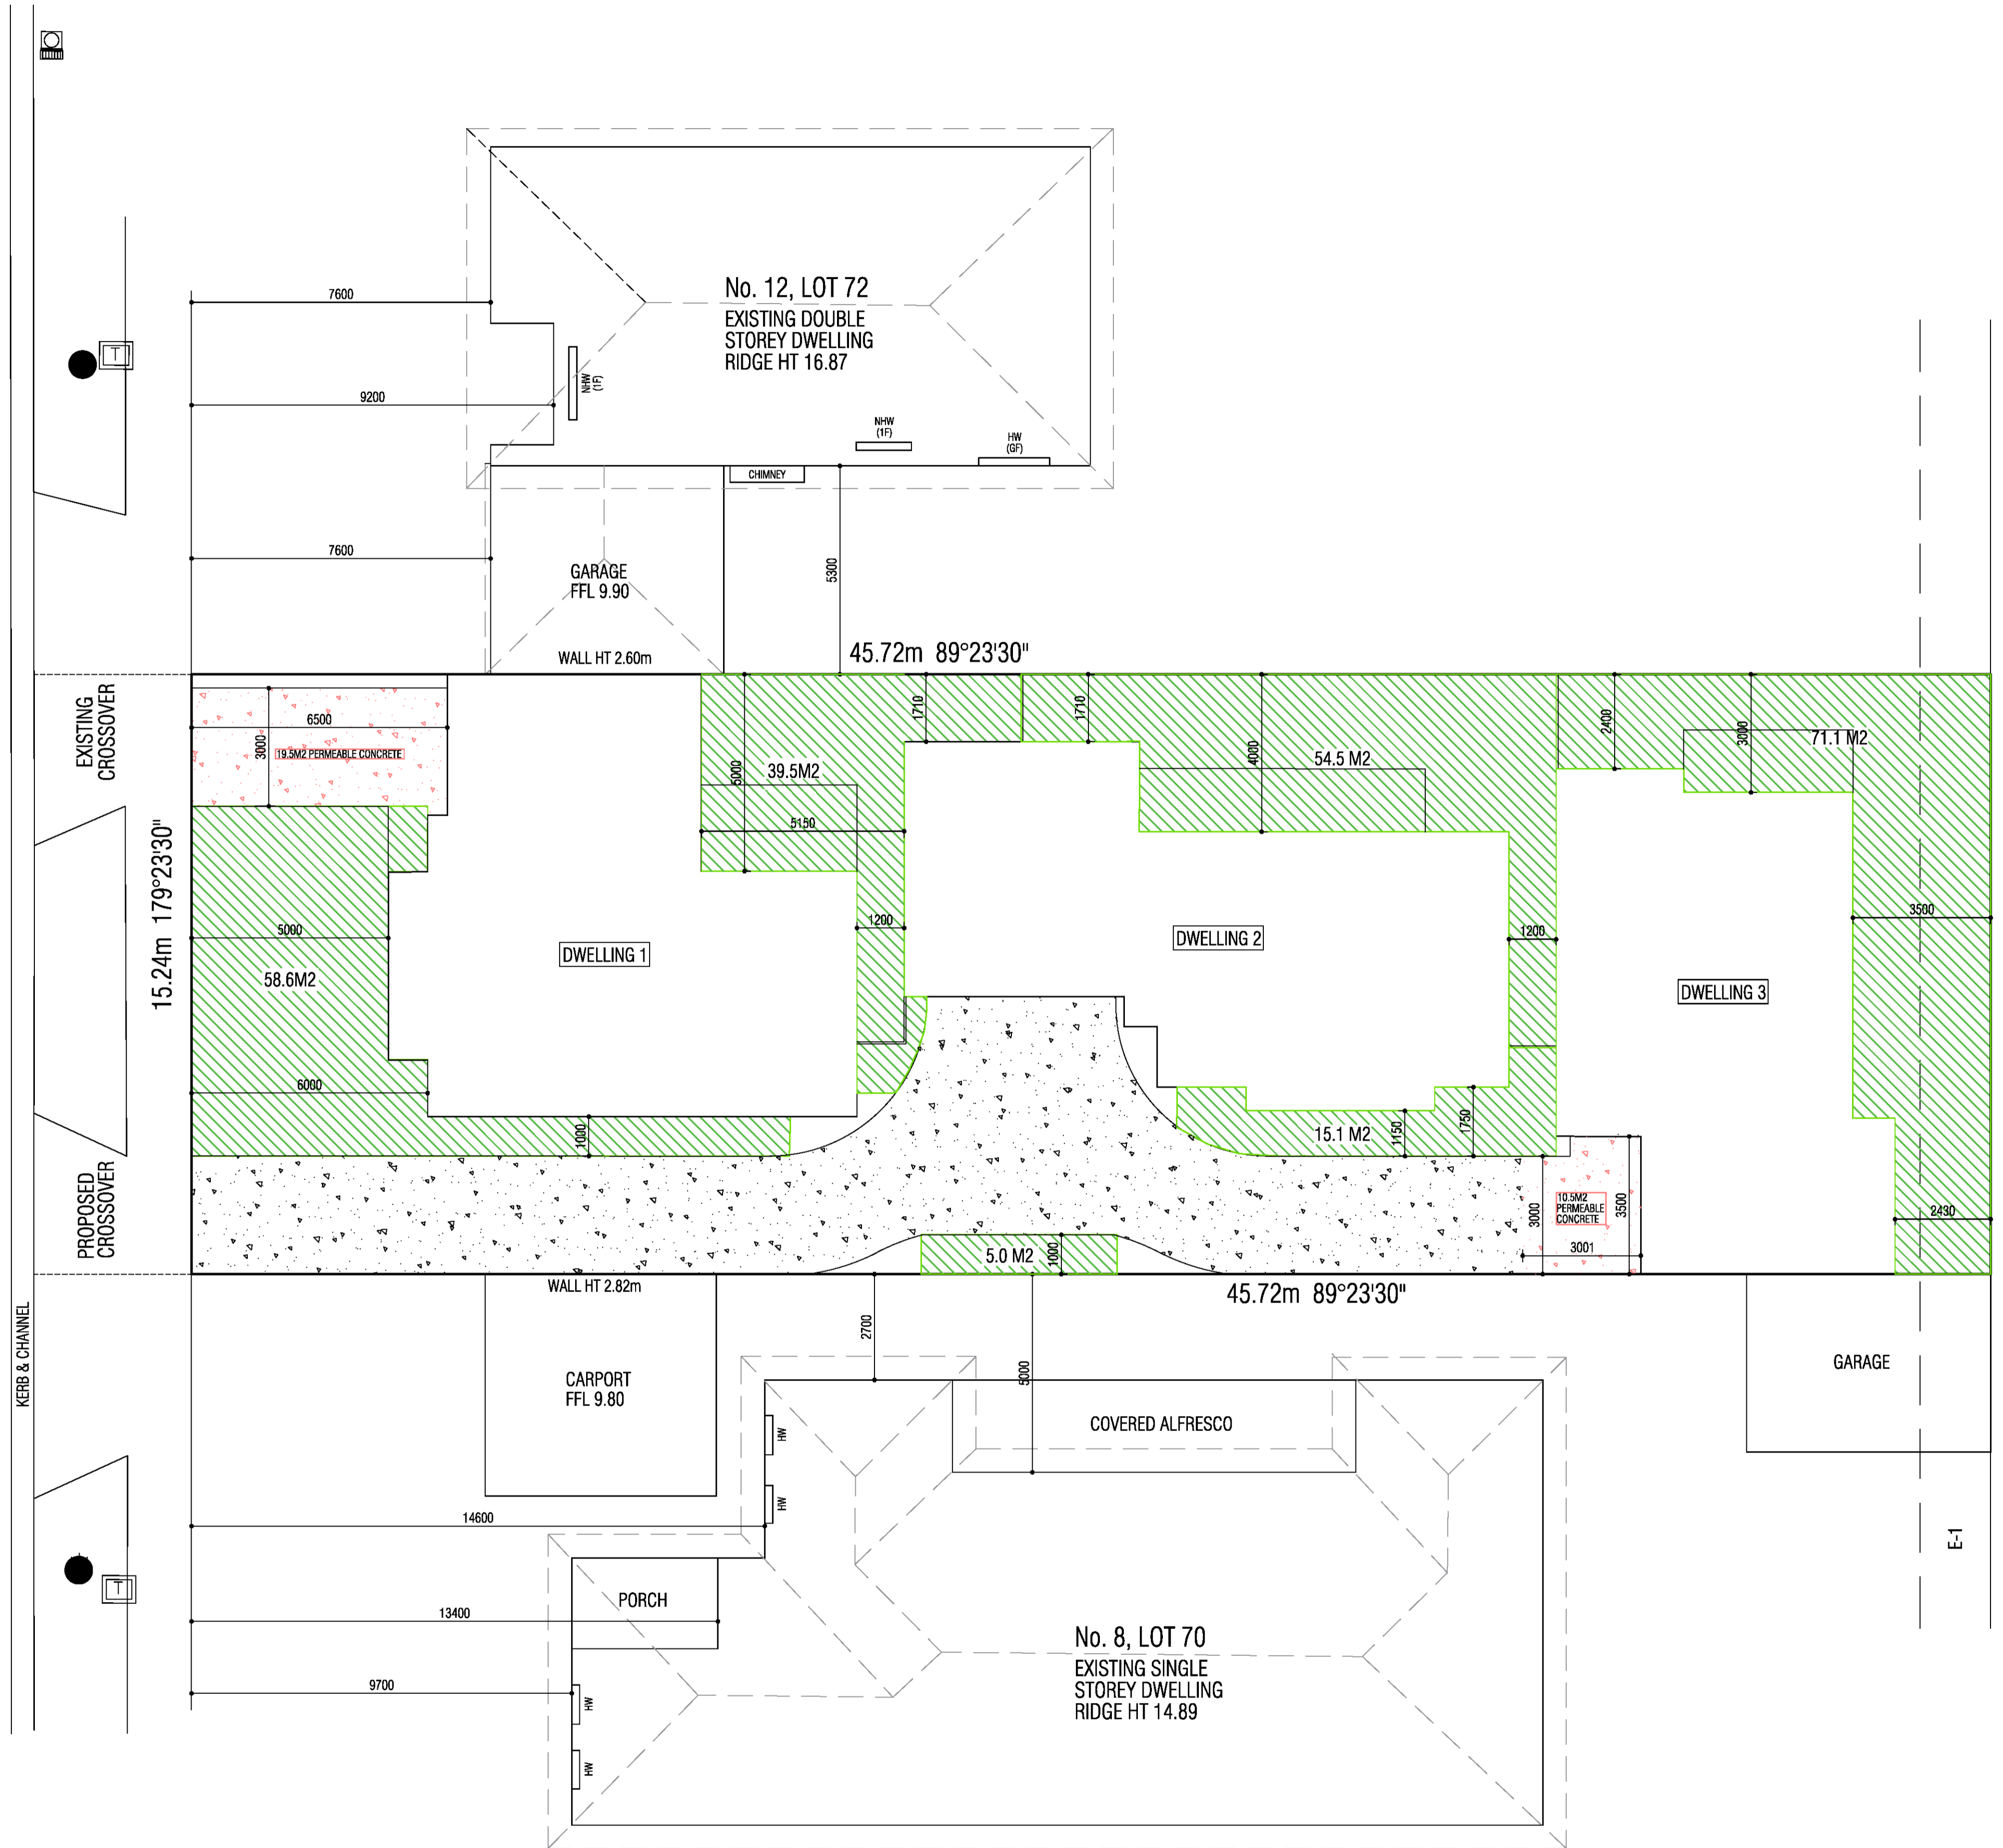 7600
No. 12, LOT 72
EXISTING DOUBLE
STOREY DWELLING
RIDGE HT 16.87
T
NHW
(1F)
9200
NHW
(1F)
HW
(GF)
CHIMNEY
7600
GARAGE
FFL 9.90
5300
WALL HT 2.60m
45.72m 89°23'30"
EXISTING
CROSSOVER
6500
3000
19.5M2 PERMEABLE CONCRETE
1710
1710
4000
2400
3000
71.1 M2
39.5M2
5000
54.5 M2
5150
15.24m 179°23'30"
5000
58.6M2
DWELLING 1
1200
DWELLING 2
1200
3500
DWELLING 3
6000
1000
15.1 M2
1150
1750
PROPOSED
CROSSOVER
10.5M2
PERMEABLE
CONCRETE
3000
3500
3001
2430
5.0 M2
1000
WALL HT 2.82m
45.72m 89°23'30"
KERB & CHANNEL
2700
5000
CARPORT
FFL 9.80
GARAGE
COVERED ALFRESCO
HW
HW
14600
E-1
T
PORCH
13400
No. 8, LOT 70
EXISTING SINGLE
STOREY DWELLING
RIDGE HT 14.89
9700
HW
HW